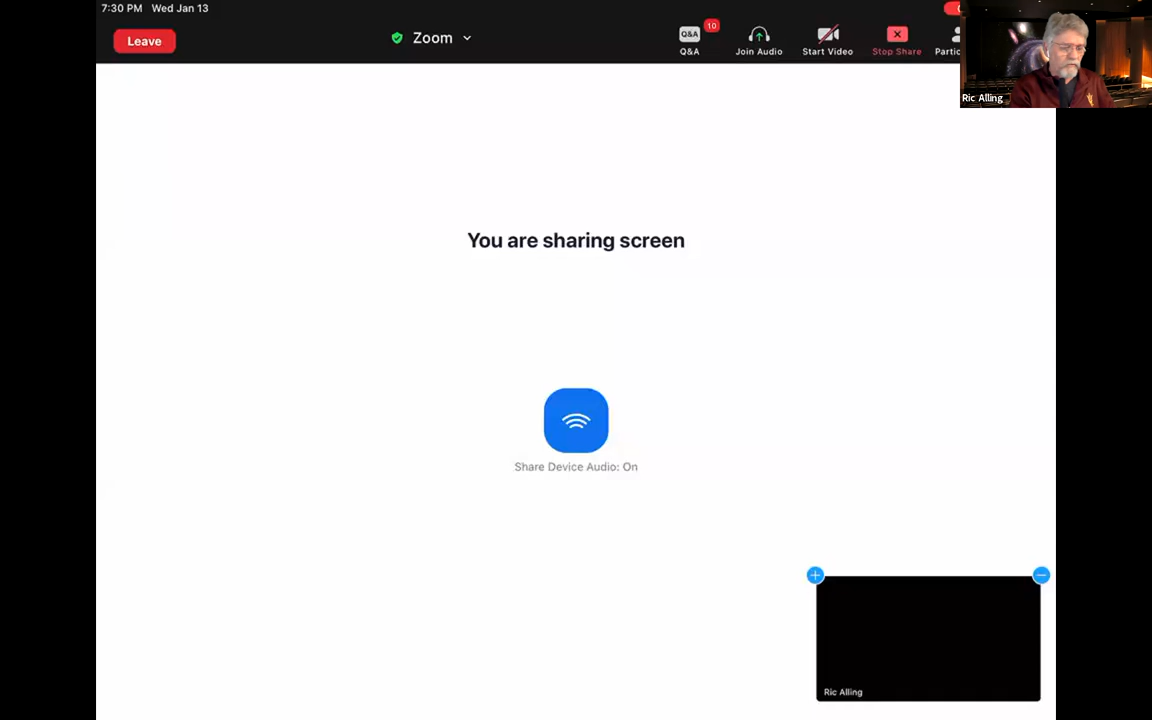 7:30 PM Wed Jan 13
Leave
Zoom
Q&A
10
Q&A
Join Audio
Start Video
Stop Share
Partic
Ric Alling
You are sharing screen
Share Device Audio: On
Ric Alling